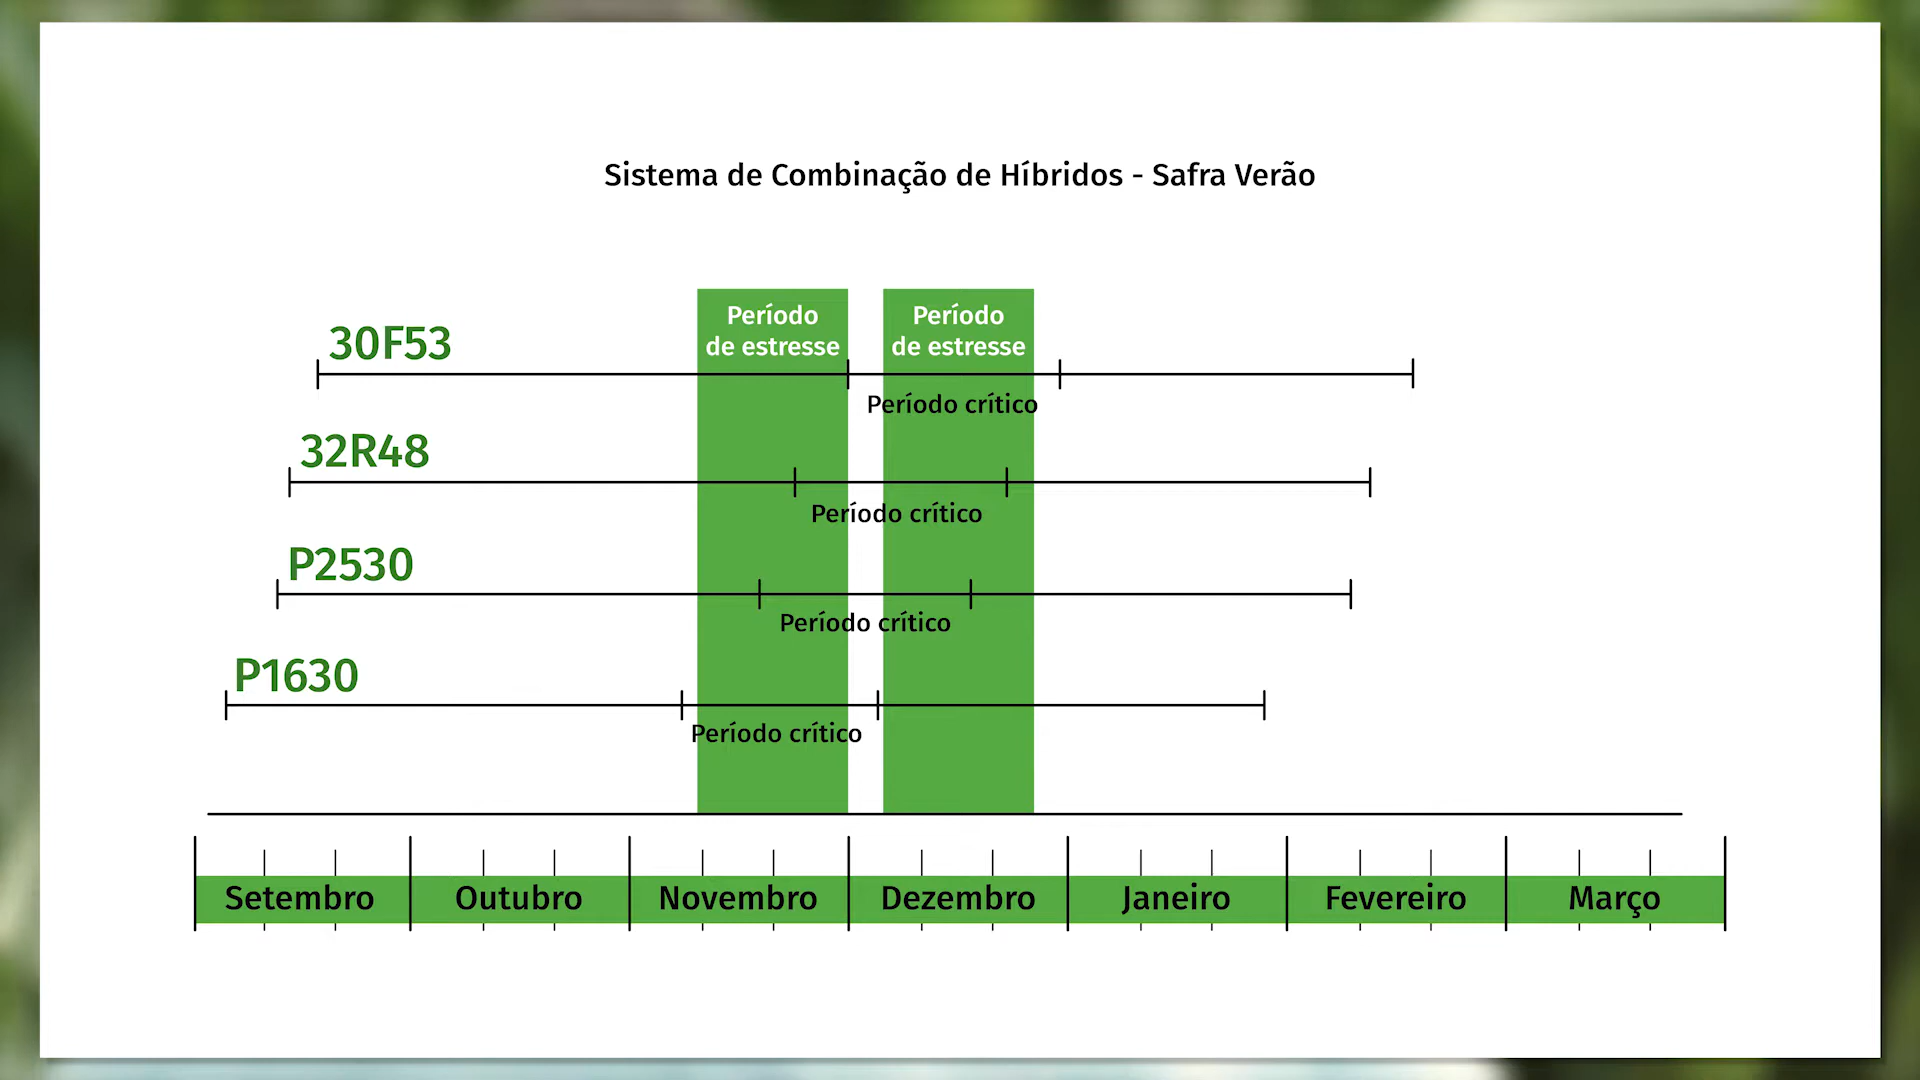 Sistema de Combinação de Híbridos - Safra Verão
Período
de estresse
Período
de estresse
30F53
Período crítico
32R48
Período crítico
P2530
Período crítico
P1630
Período crítico
Setembro
Outubro
Novembro
Dezembro
Janeiro
Fevereiro
Março